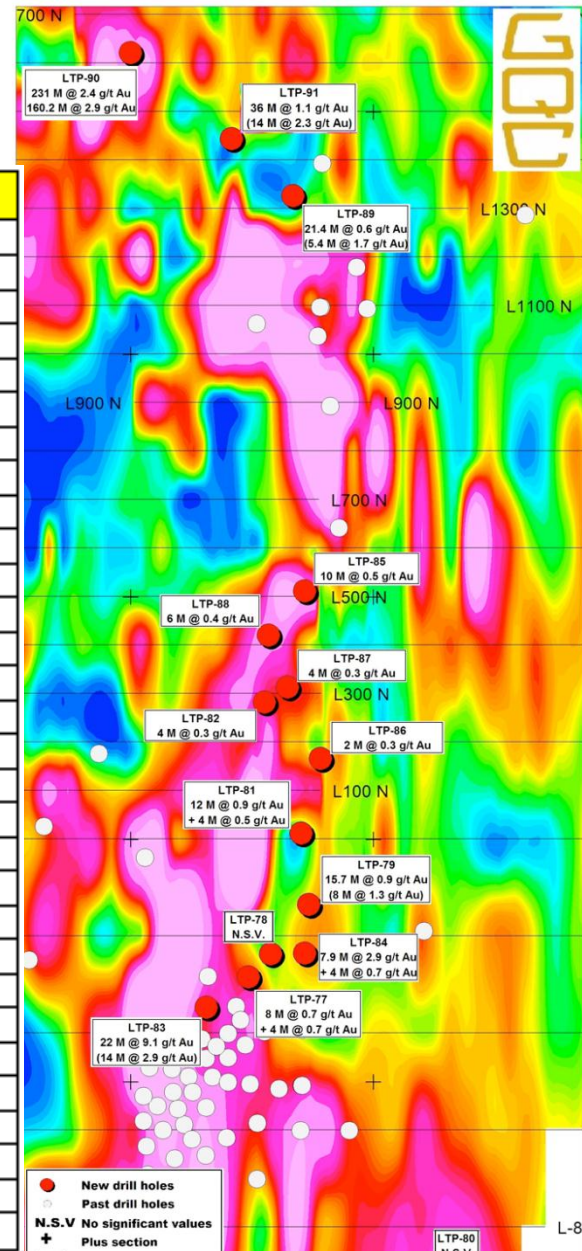 700 N
GQC
LTP-90
231 M @ 2.4 g/t Au
160.2 M @ 2.9 g/t Au
LTP-91
36 M @ 1.1 g/t Au
(14 M @ 2.3 g/t Au)
L1300 N
LTP-89
21.4 M @ 0.6 g/t Au
(5.4 M @ 1.7 g/t Au)
L1100 N
L900 N
L900 N
L700 N
LTP-85
10 M @ 0.5 g/t Au
L500 N
LTP-88
6 M @ 0.4 g/t Au
LTP-87
4 M @ 0.3 g/t Au
L300 N
LTP-82
4 M @ 0.3 g/t Au
LTP-86
2 M @ 0.3 g/t Au
L100 N
LTP-81
12 M @ 0.9 g/t Au
+ 4 M @ 0.5 g/t Au
LTP-79
15.7 M @ 0.9 g/t Au
(8 M @ 1.3 g/t Au)
LTP-78
N.S.V.
LTP-84
7.9 M @ 2.9 g/t Au
+ 4 M @ 0.7 g/t Au
LTP-77
8 M @ 0.7 g/t Au
+ 4 M @ 0.7 g/t Au
LTP-83
22 M @ 9.1 g/t Au
(14 M @ 2.9 g/t Au)
New drill holes
Past drill holes
N.S.V No significant values
+ Plus section
L-8
LTP-80